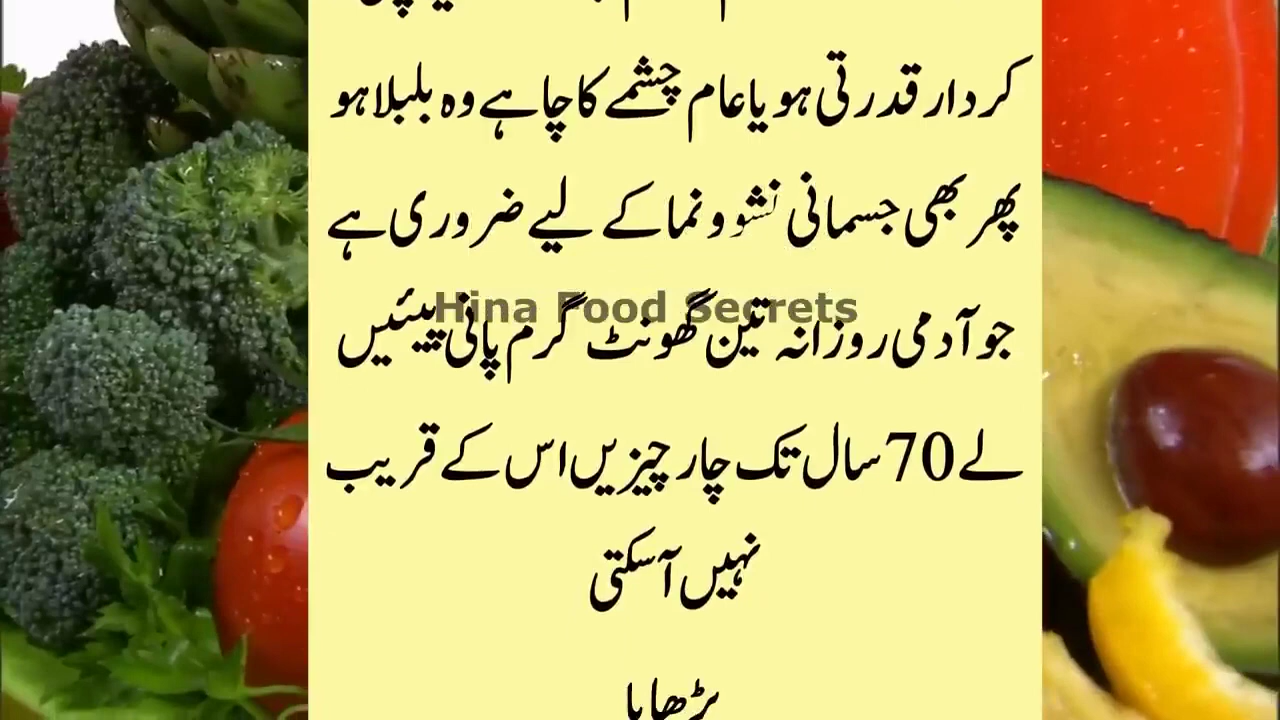 کردار قدرتی ہو یا عام چشمے کا چاہے وہ بلبلا ہو
پھر بھی جسمانی نشوونما کے لیے ضروری ہے
Hina Food Secrets
جو آدمی روزانہ تین گھونٹ گرم پانی پیئیں
لے 70 سال تک چار چیزیں اس کے قریب
نہیں آسکتی
بڑھاپا